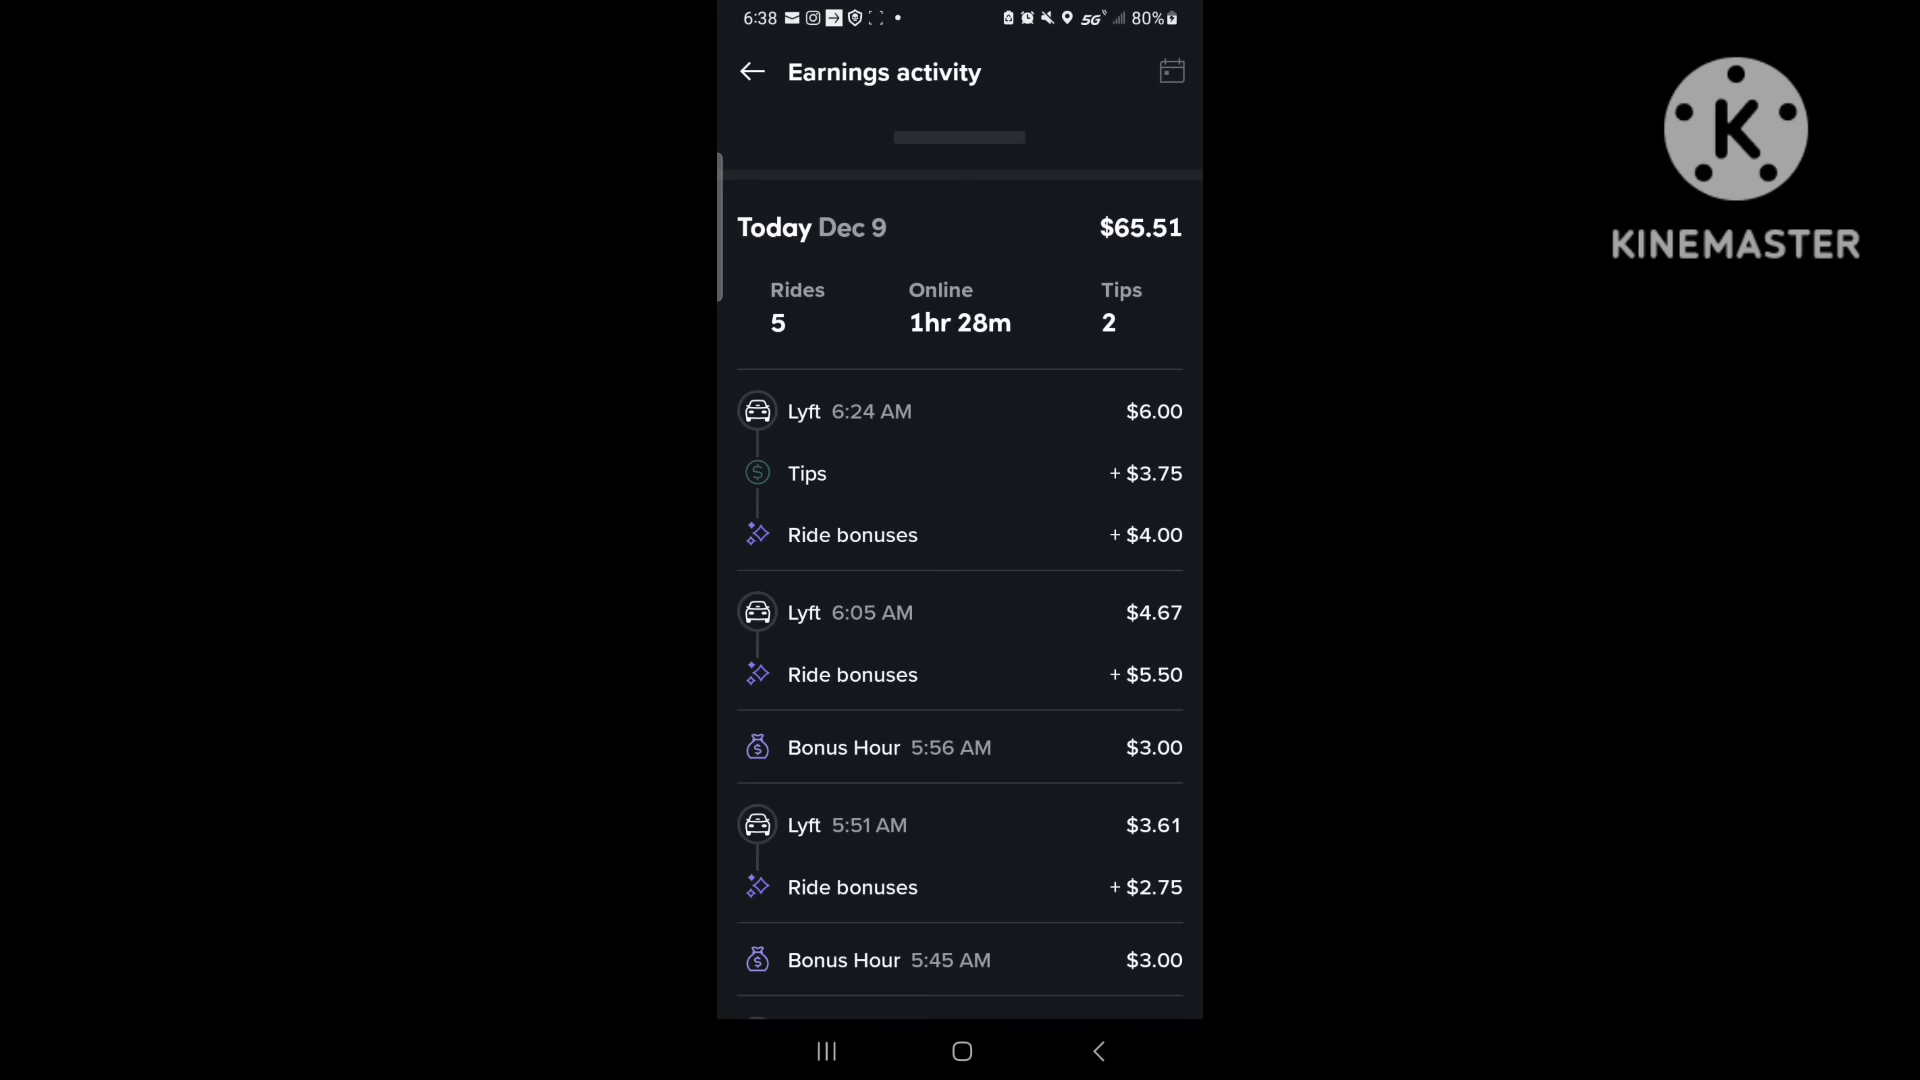 6:38 5G 80%
Earnings activity
Today Dec 9 $65.51
Rides Online Tips
5 1hr 28m 2
Lyft 6:24 AM $6.00
Tips + $3.75
Ride bonuses + $4.00
Lyft 6:05 AM $4.67
Ride bonuses + $5.50
Bonus Hour 5:56 AM $3.00
Lyft 5:51 AM $3.61
Ride bonuses + $2.75
Bonus Hour 5:45 AM $3.00
K
KINEMASTER